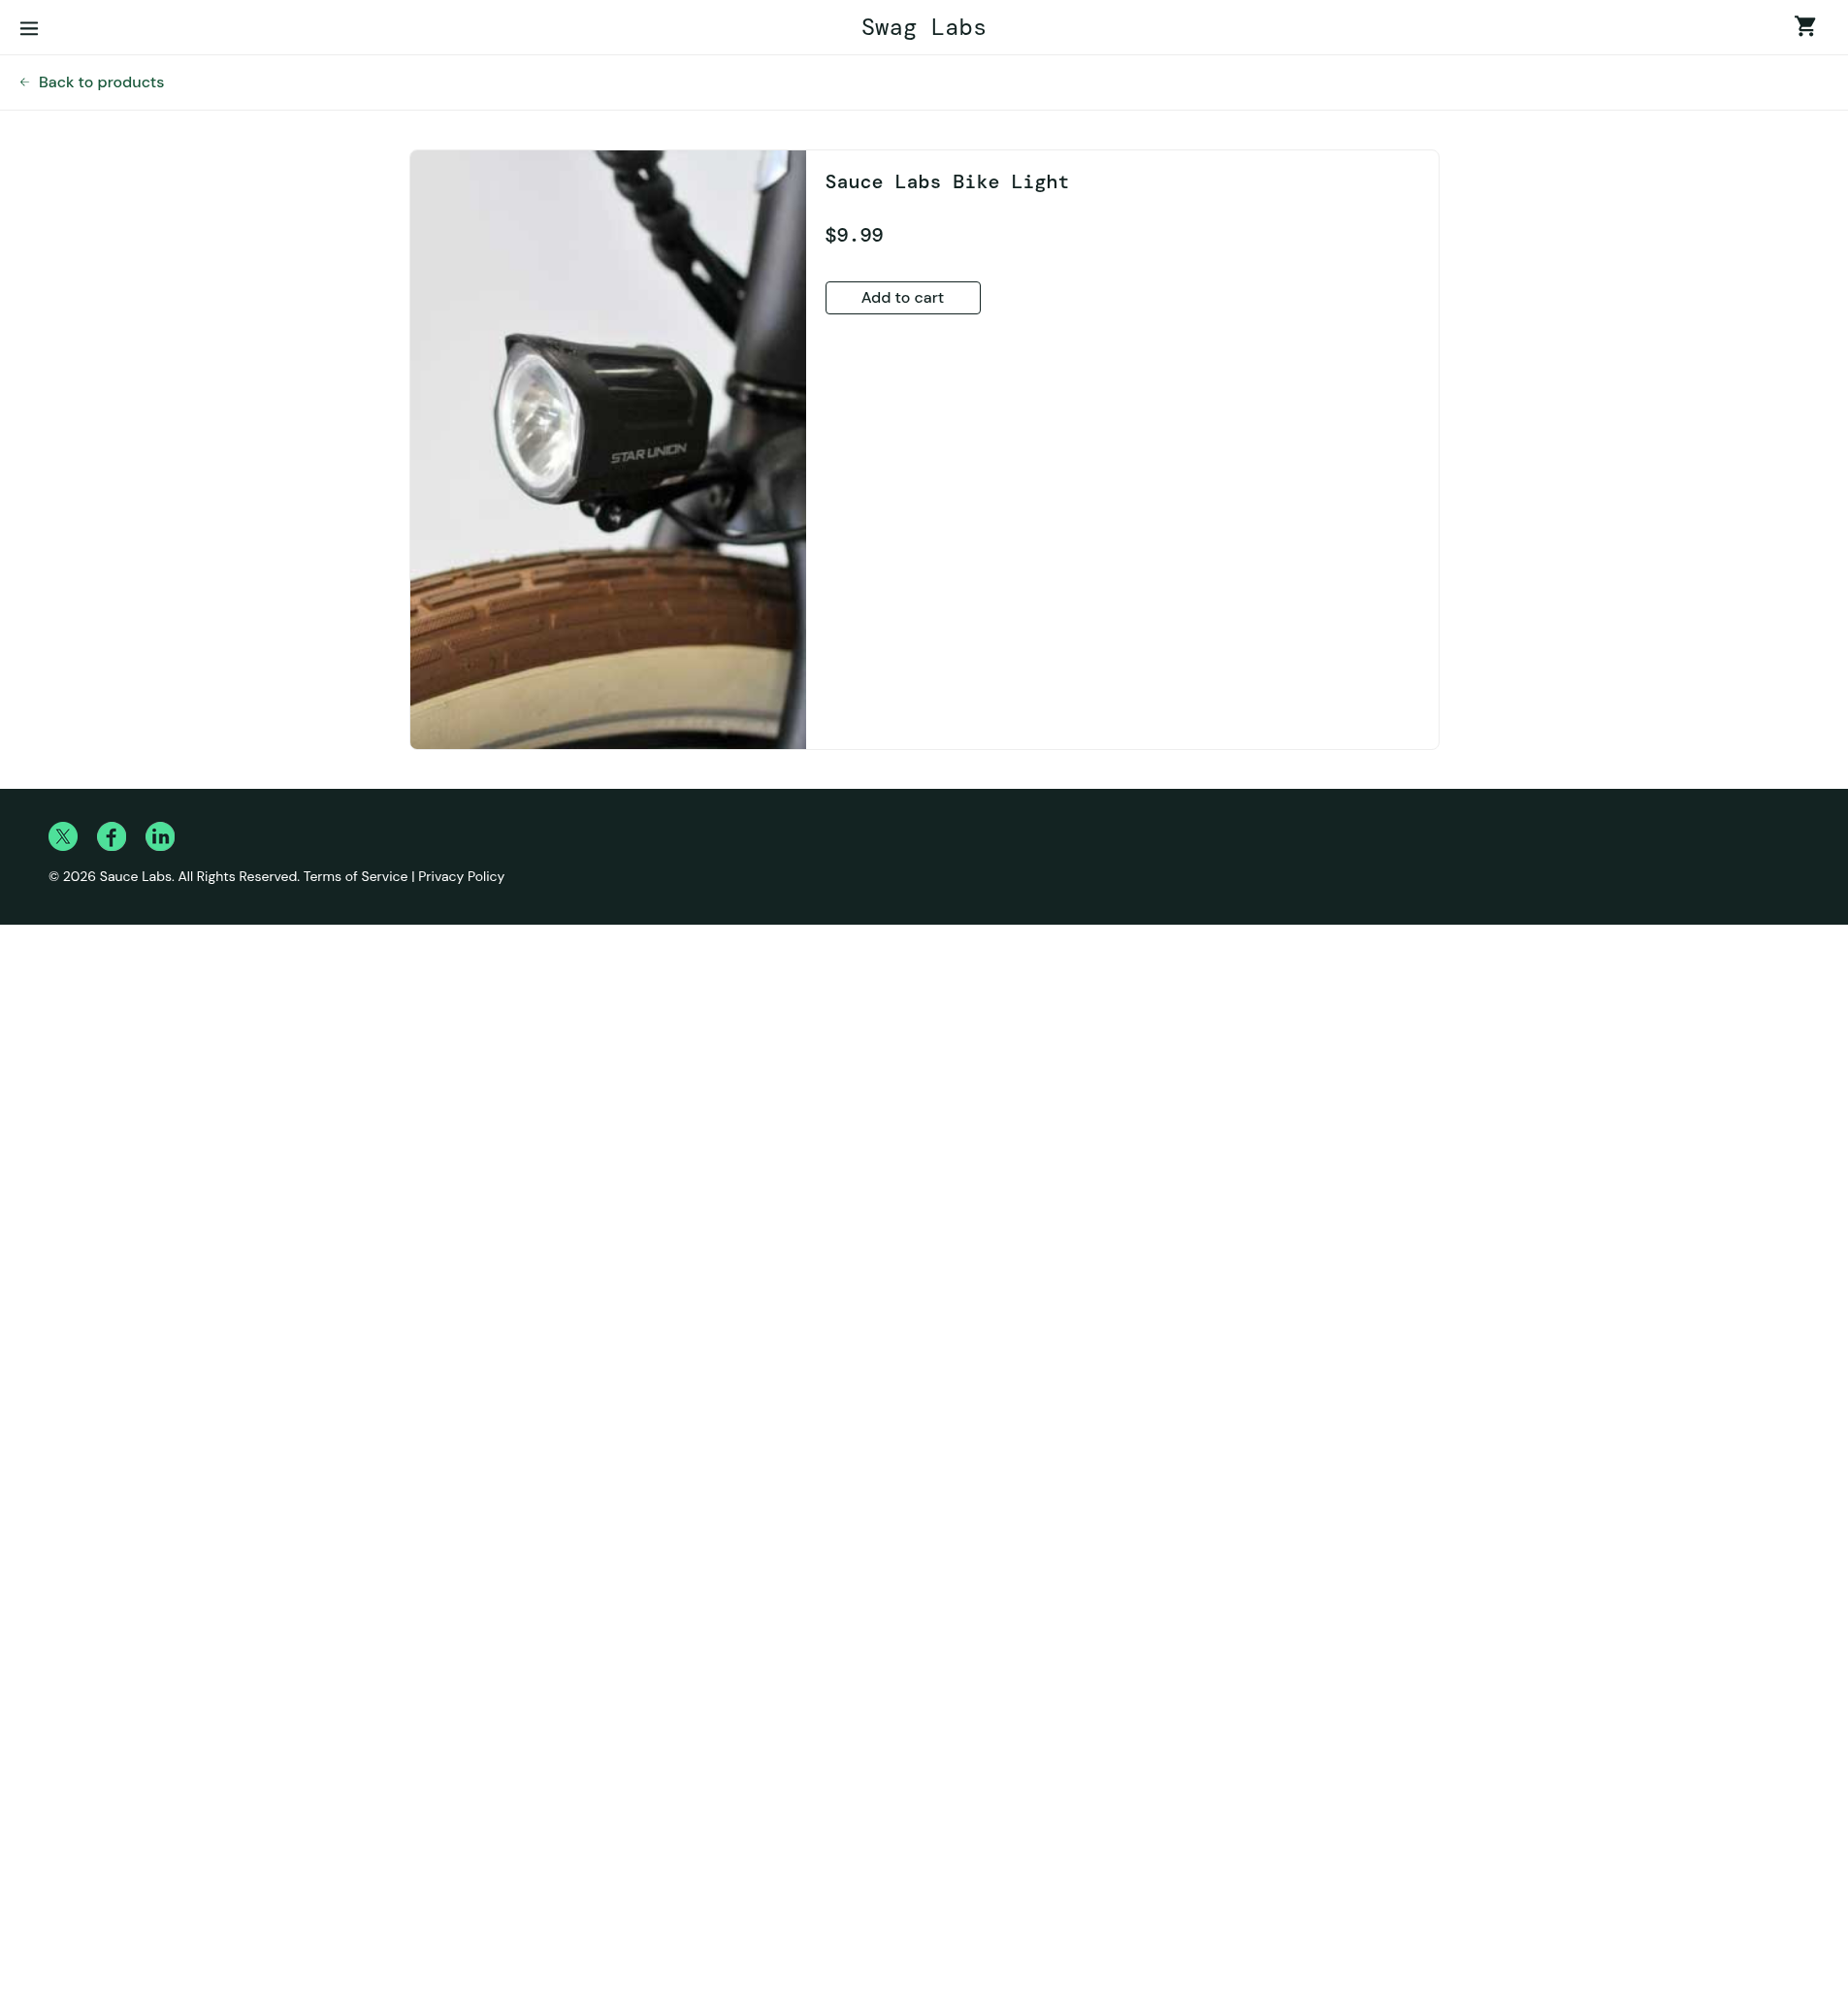 Swag Labs
Back to products
Sauce Labs Bike Light
$9.99
Add to cart
STAR UNION
© 2026 Sauce Labs. All Rights Reserved. Terms of Service | Privacy Policy